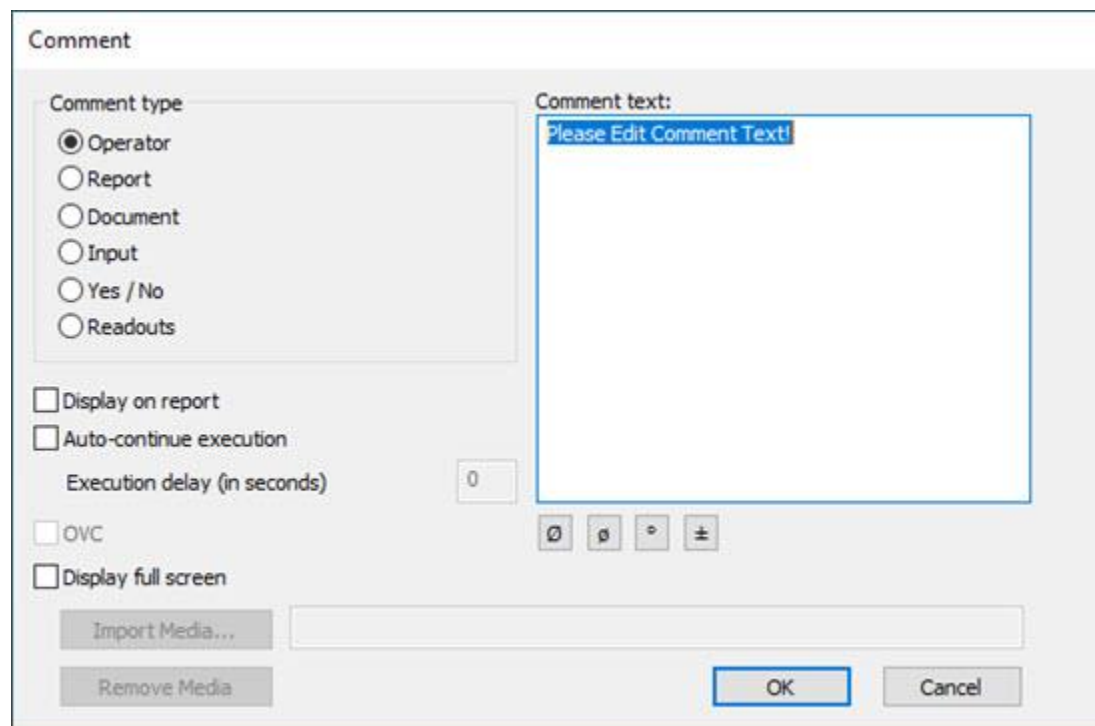 Comment
Comment type
Operator
Report
Document
Input
Yes / No
Readouts
Display on report
Auto-continue execution
Execution delay (in seconds)
0
OVC
Display full screen
Import Media...
Remove Media
Comment text:
Please Edit Comment Text!
Ø ø ° ±
OK Cancel